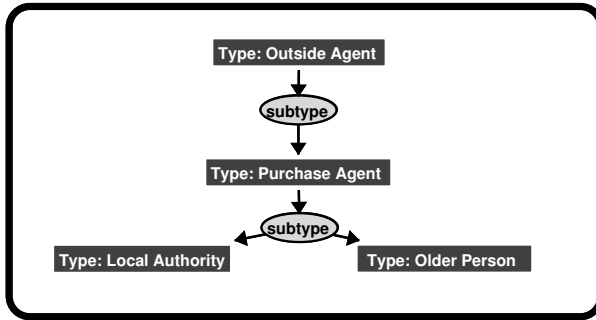 Type: Outside Agent
subtype
Type: Purchase Agent
subtype
Type: Local Authority
Type: Older Person